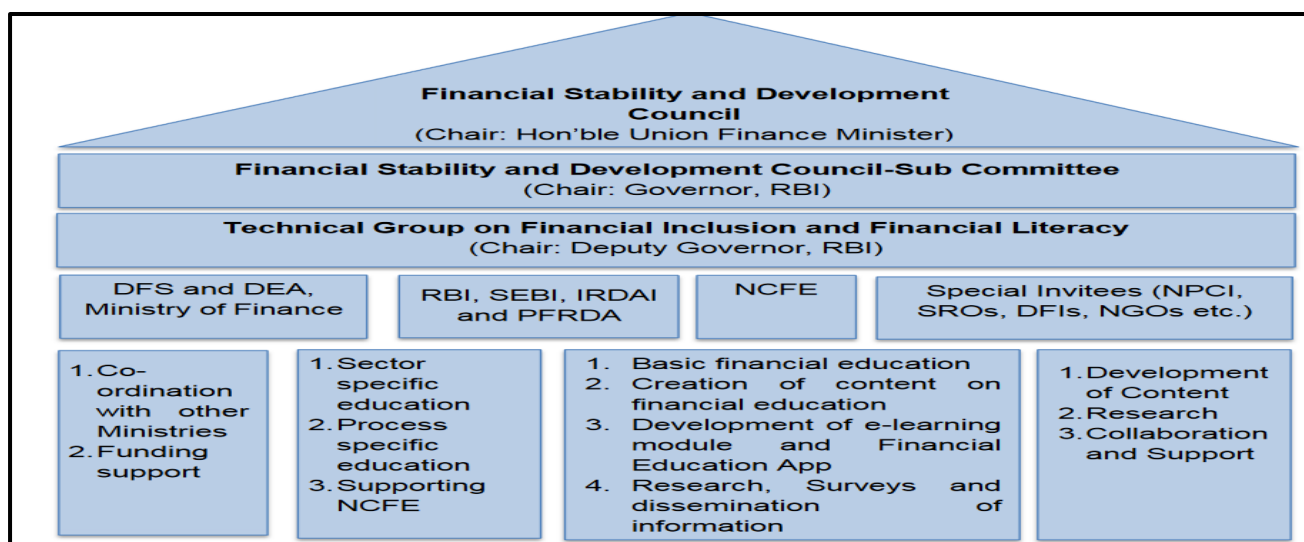 Financial Stability and Development
Council
(Chair: Hon'ble Union Finance Minister)
Financial Stability and Development Council-Sub Committee
(Chair: Governor, RBI)
Technical Group on Financial Inclusion and Financial Literacy
(Chair: Deputy Governor, RBI)
DFS and DEA,
Ministry of Finance
RBI, SEBI, IRDAI
and PFRDA
NCFE
Special Invitees (NPCI,
SROs, DFIs, NGOs etc.)
1. Co-
ordination
with other
Ministries
2. Funding
support
1. Sector
specific
education
2. Process
specific
education
3. Supporting
NCFE
1. Basic financial education
2. Creation of content on
financial education
3. Development of e-learning
module and Financial
Education App
4. Research, Surveys and
dissemination of
information
1. Development
of Content
2. Research
3. Collaboration
and Support